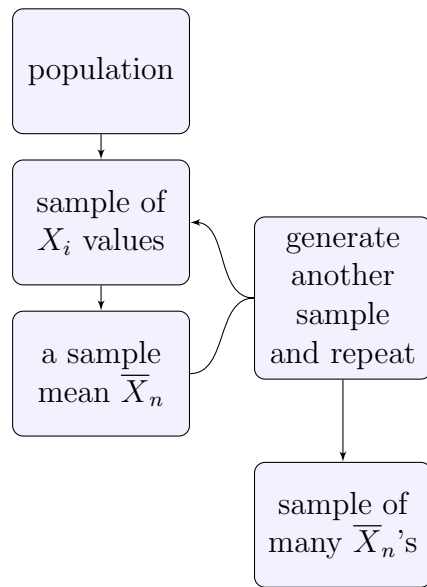 population
sample of
X_i values
a sample
mean X̅_n
generate
another
sample
and repeat
sample of
many X̅_n's